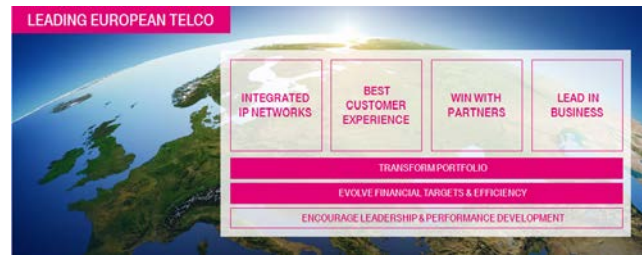 LEADING EUROPEAN TELCO
INTEGRATED
IP NETWORKS
BEST
CUSTOMER
EXPERIENCE
WIN WITH
PARTNERS
LEAD IN
BUSINESS
TRANSFORM PORTFOLIO
EVOLVE FINANCIAL TARGETS & EFFICIENCY
ENCOURAGE LEADERSHIP & PERFORMANCE DEVELOPMENT